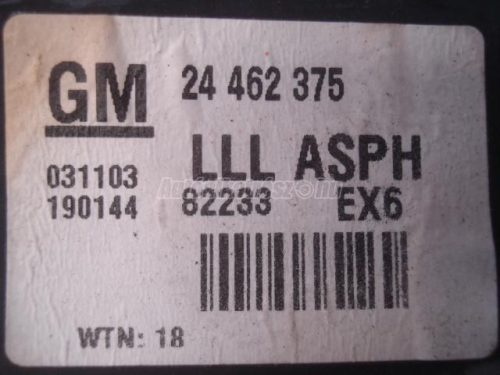 GM 24 462 375
LLL ASPH
031103
190144 82233 EX6
WTN: 18